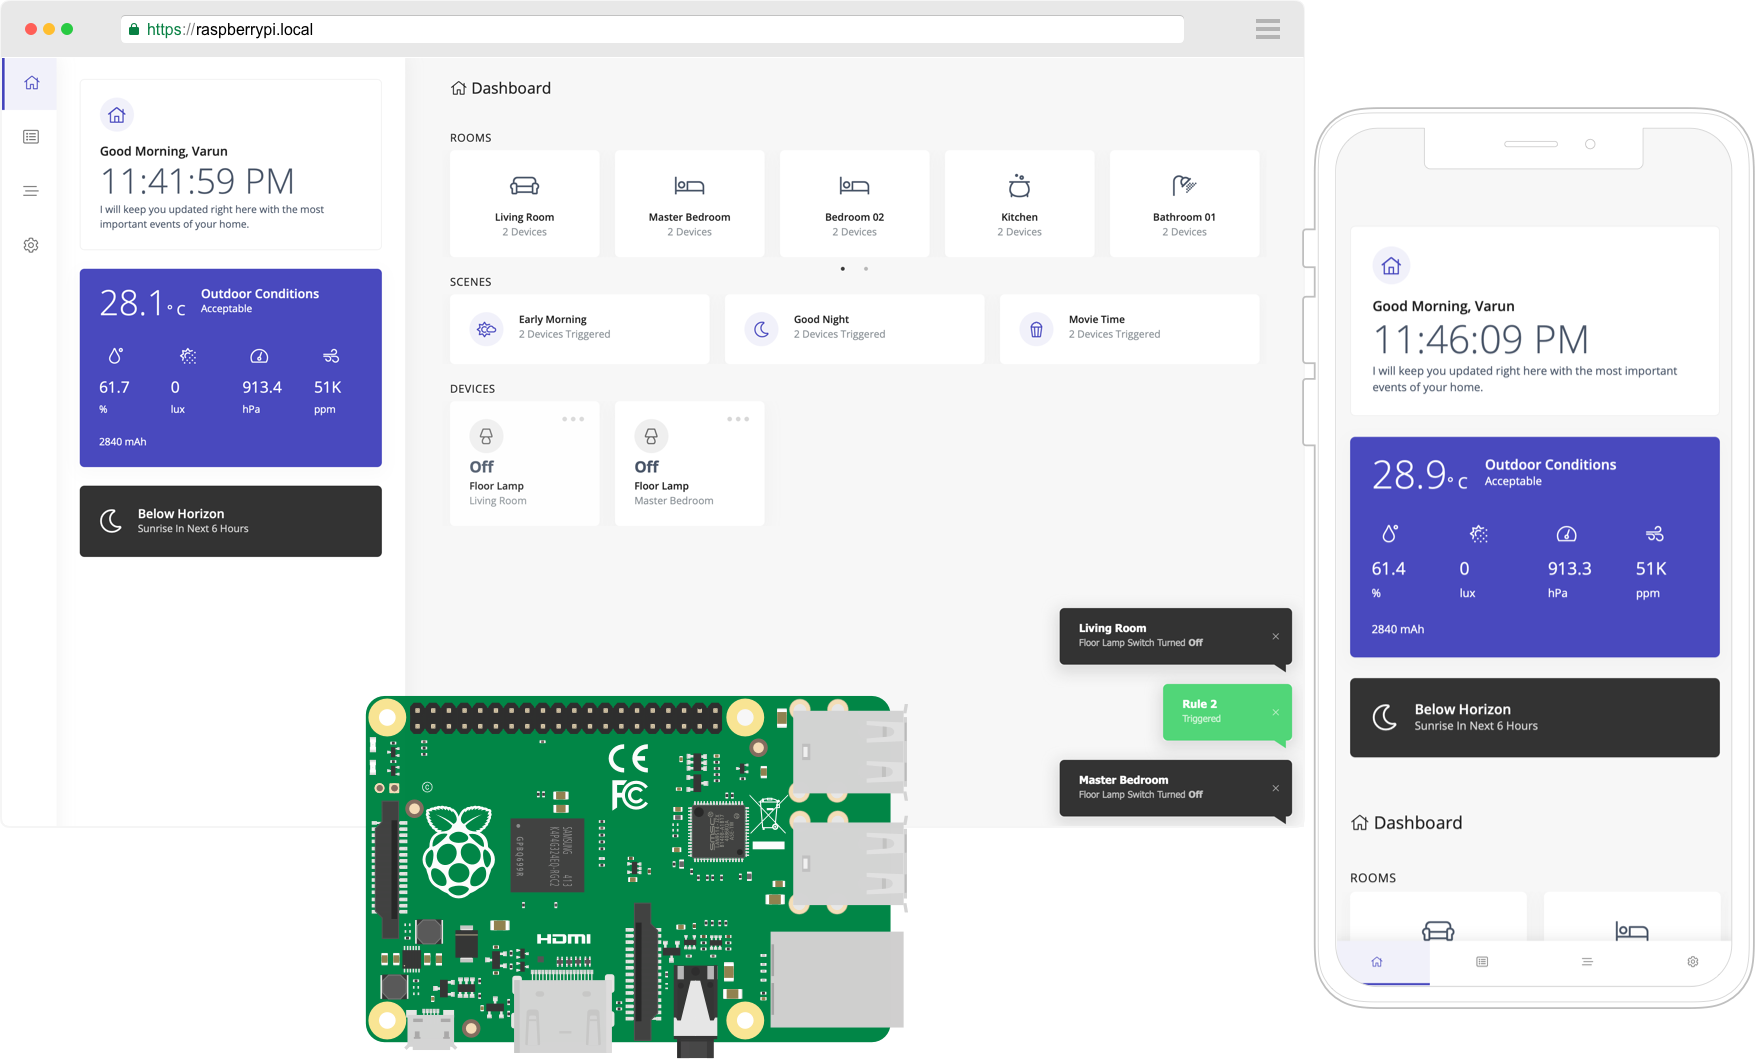 https://raspberrypi.local
Good Morning, Varun
11:41:59 PM
I will keep you updated right here with the most
important events of your home.
28.1° C
Outdoor Conditions
Acceptable
61.7 0 913.4 51K
% lux hPa ppm
2840 mAh
Below Horizon
Sunrise In Next 6 Hours
Dashboard
ROOMS
Living Room Master Bedroom Bedroom 02 Kitchen Bathroom 01
2 Devices 2 Devices 2 Devices 2 Devices 2 Devices
SCENES
Early Morning Good Night Movie Time
2 Devices Triggered 2 Devices Triggered 2 Devices Triggered
DEVICES
Off Off
Floor Lamp Floor Lamp
Living Room Master Bedroom
Living Room
Floor Lamp Switch Turned Off
Rule 2
Triggered
Master Bedroom
Floor Lamp Switch Turned Off
CE
FC
©
SAMSUNG
K4P4G324EQ-RGC2
GPBQ699R
413
HDMI
Good Morning, Varun
11:46:09 PM
I will keep you updated right here with the most important
events of your home.
28.9° C
Outdoor Conditions
Acceptable
61.4 0 913.3 51K
% lux hPa ppm
2840 mAh
Below Horizon
Sunrise In Next 6 Hours
Dashboard
ROOMS